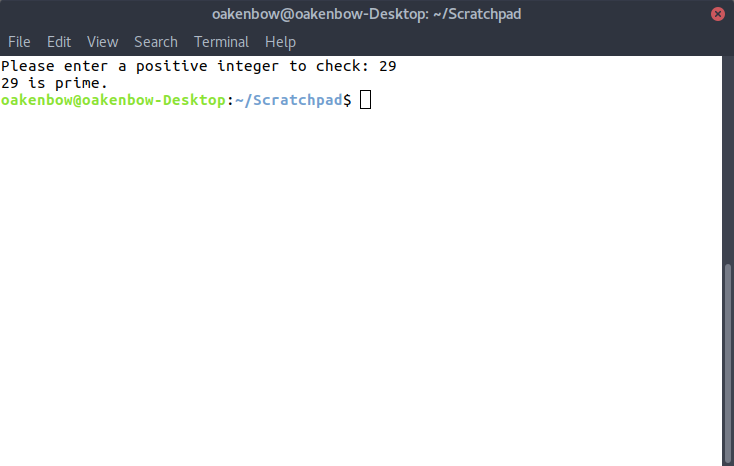 oakenbow@oakenbow-Desktop: ~/Scratchpad
File Edit View Search Terminal Help
Please enter a positive integer to check: 29
29 is prime.
oakenbow@oakenbow-Desktop:~/Scratchpad$